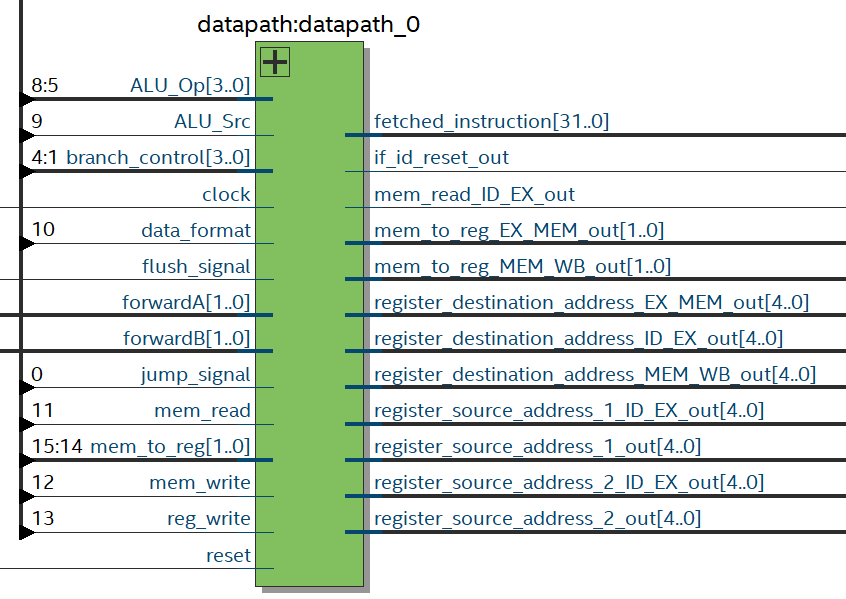 datapath:datapath_0
8:5 ALU_Op[3..0]
9 ALU_Src
fetched_instruction[31..0]
4:1 branch_control[3..0]
if_id_reset_out
clock
mem_read_ID_EX_out
10 data_format
mem_to_reg_EX_MEM_out[1..0]
flush_signal
mem_to_reg_MEM_WB_out[1..0]
forwardA[1..0]
register_destination_address_EX_MEM_out[4..0]
forwardB[1..0]
register_destination_address_ID_EX_out[4..0]
0 jump_signal
register_destination_address_MEM_WB_out[4..0]
11 mem_read
register_source_address_1_ID_EX_out[4..0]
15:14 mem_to_reg[1..0]
register_source_address_1_out[4..0]
12 mem_write
register_source_address_2_ID_EX_out[4..0]
13 reg_write
register_source_address_2_out[4..0]
reset